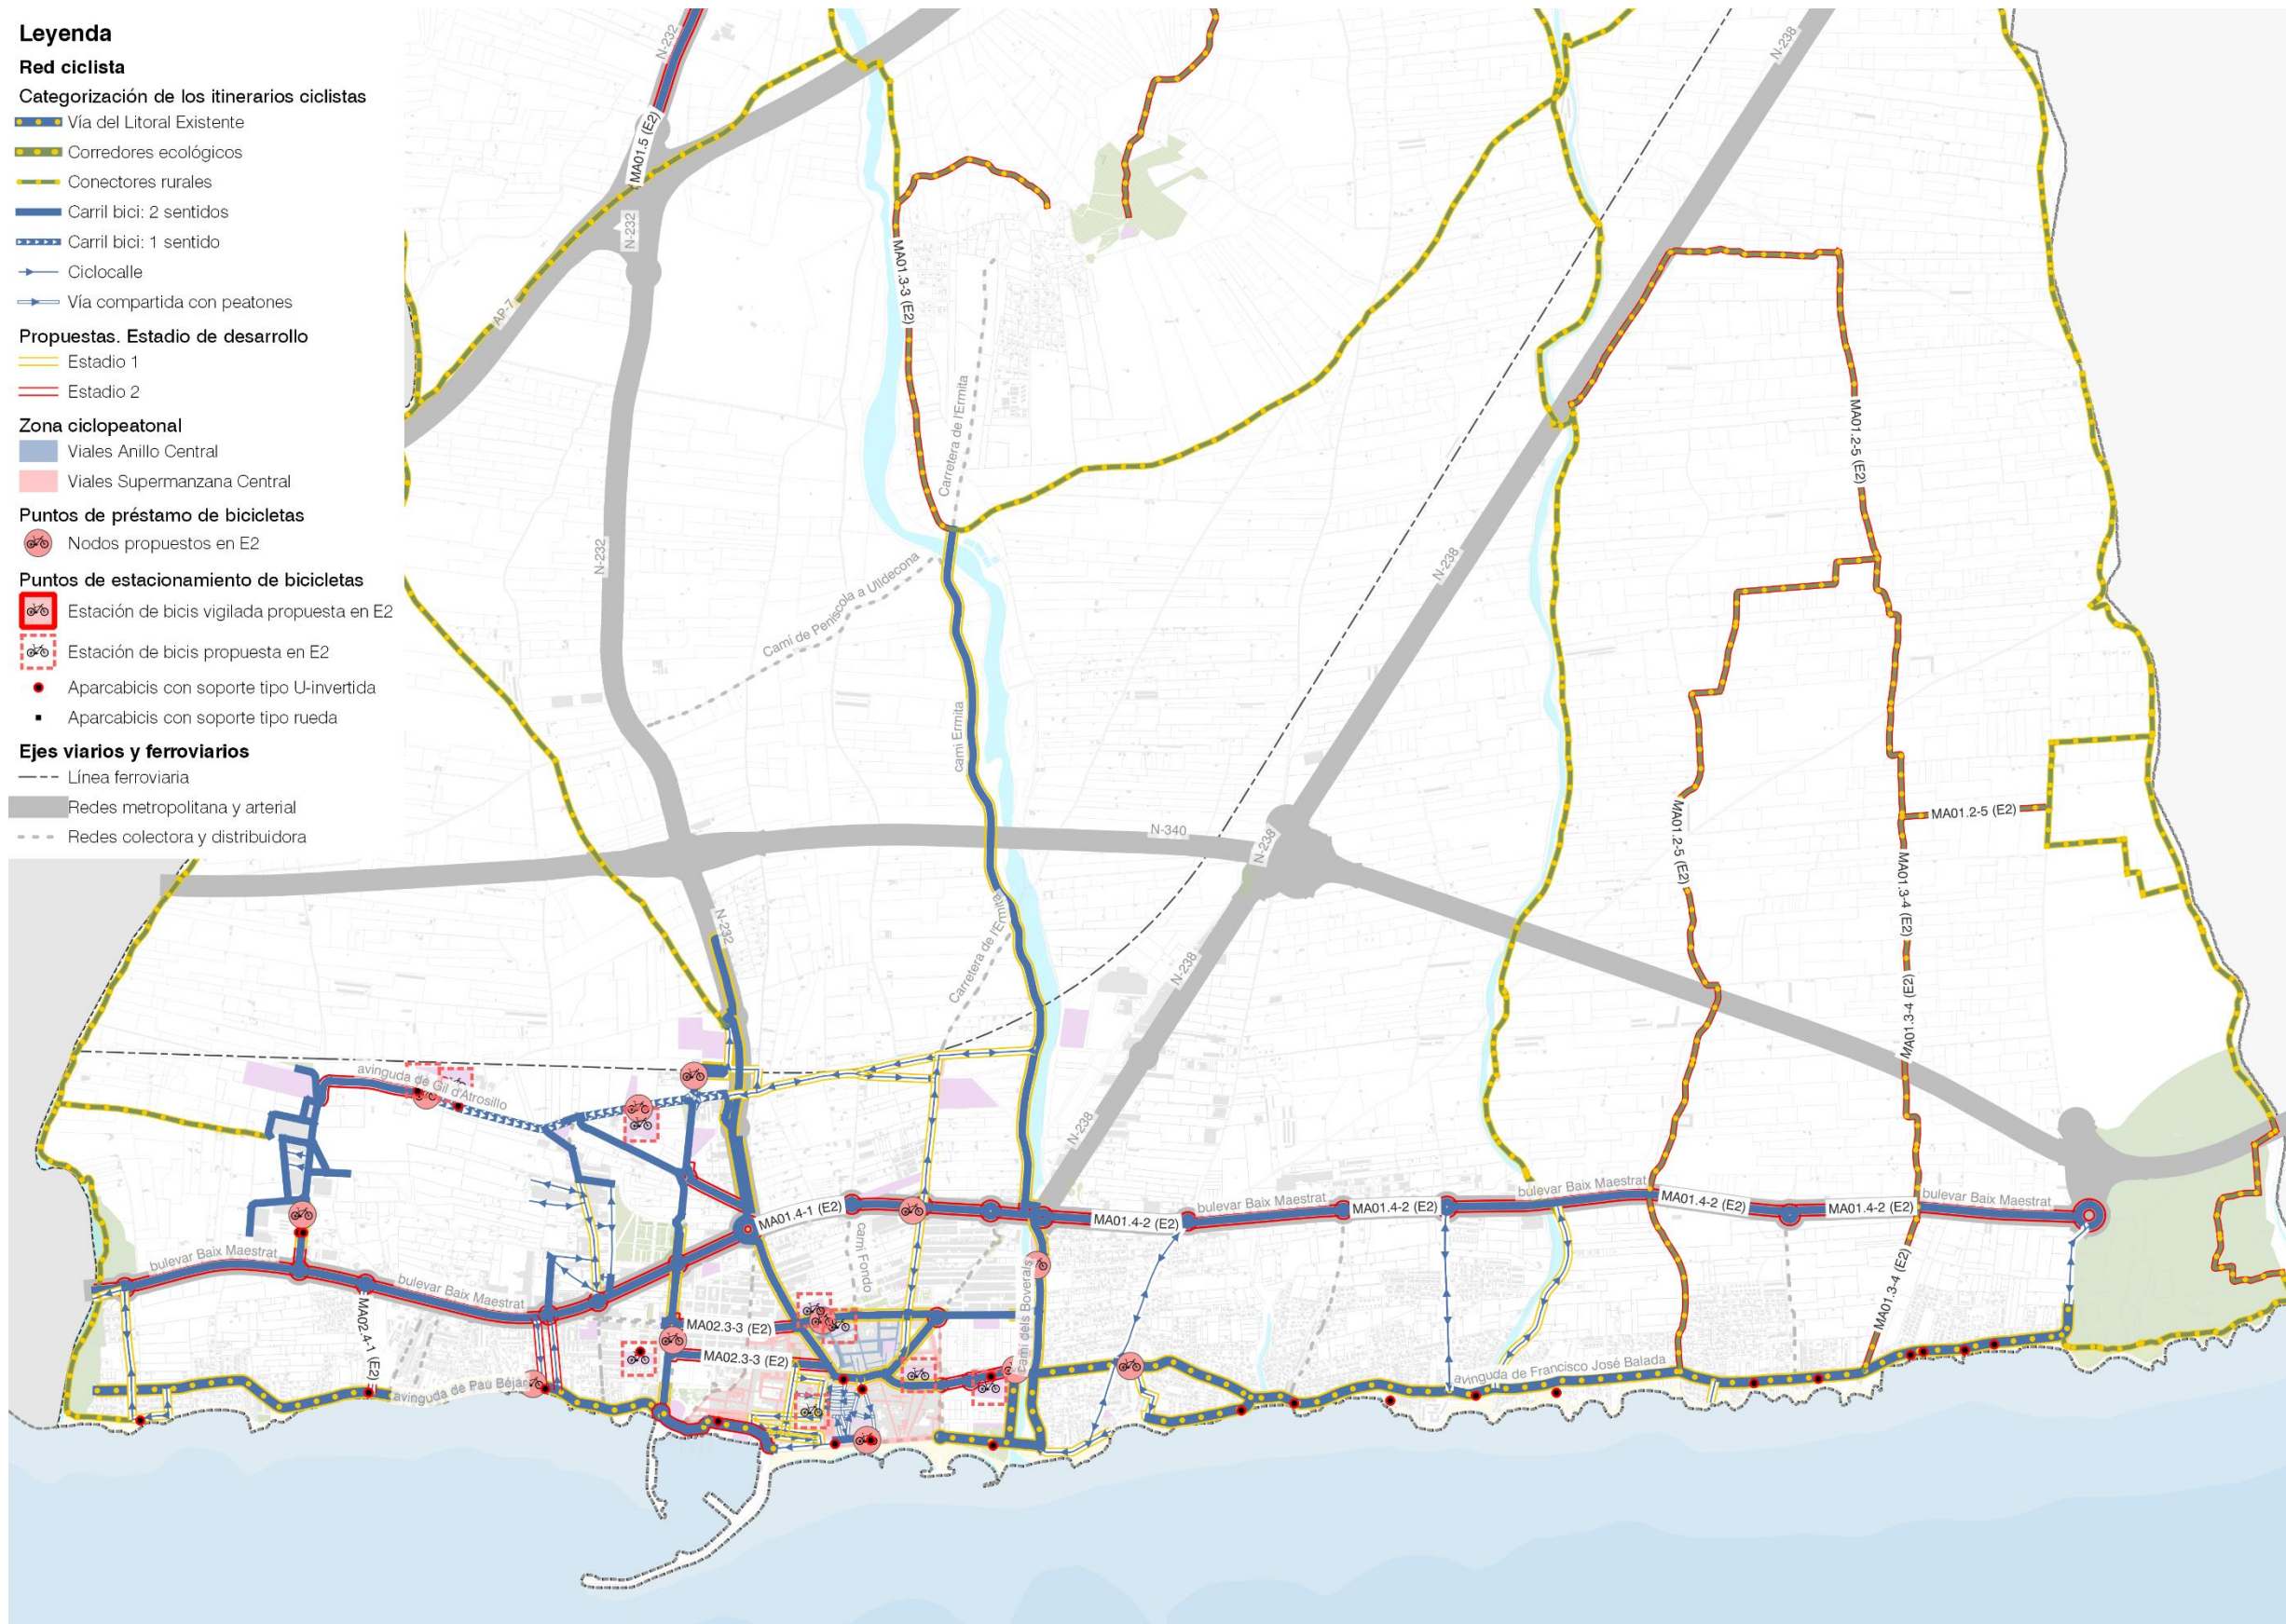 Leyenda
Red ciclista
Categorización de los itinerarios ciclistas
Vía del Litoral Existente
Corredores ecológicos
Conectores rurales
Carril bici: 2 sentidos
Carril bici: 1 sentido
Ciclocalle
Vía compartida con peatones
Propuestas. Estadio de desarrollo
Estadio 1
Estadio 2
Zona ciclopeatonal
Viales Anillo Central
Viales Supermanzana Central
Puntos de préstamo de bicicletas
Nodos propuestos en E2
Puntos de estacionamiento de bicicletas
Estación de bicis vigilada propuesta en E2
Estación de bicis propuesta en E2
Aparcabicis con soporte tipo U-invertida
Aparcabicis con soporte tipo rueda
Ejes viarios y ferroviarios
Línea ferroviaria
Redes metropolitana y arterial
Redes colectora y distribuidora
N-232
N-238
MA01.5 (E2)
N-232
AP-7
MA01.3-3 (E2)
Carretera de l'Ermita
MA01.2-5 (E2)
N-232
Camí de Peníscola a Ulldecona
N-238
camí Ermita
N-340
N-238
MA01.2-5 (E2)
MA01.2-5 (E2)
MA01.3-4 (E2)
N-232
Carretera de l'Ermita
N-238
MA01.3-4 (E2)
avinguda de Gil d'Atrosillo
N-238
MA01.4-1 (E2)
bulevar Baix Maestrat
MA01.4-2 (E2)
bulevar Baix Maestrat
MA01.4-2 (E2)
bulevar Baix Maestrat
MA01.4-2 (E2)
MA01.4-2 (E2)
bulevar Baix Maestrat
camí Fondo
bulevar Baix Maestrat
MA02.4-1 (E2)
camí dels Boverals
MA01.3-4 (E2)
MA02.3-3 (E2)
MA02.3-3 (E2)
avinguda de Pau Béjar
avinguda de Francisco José Balada